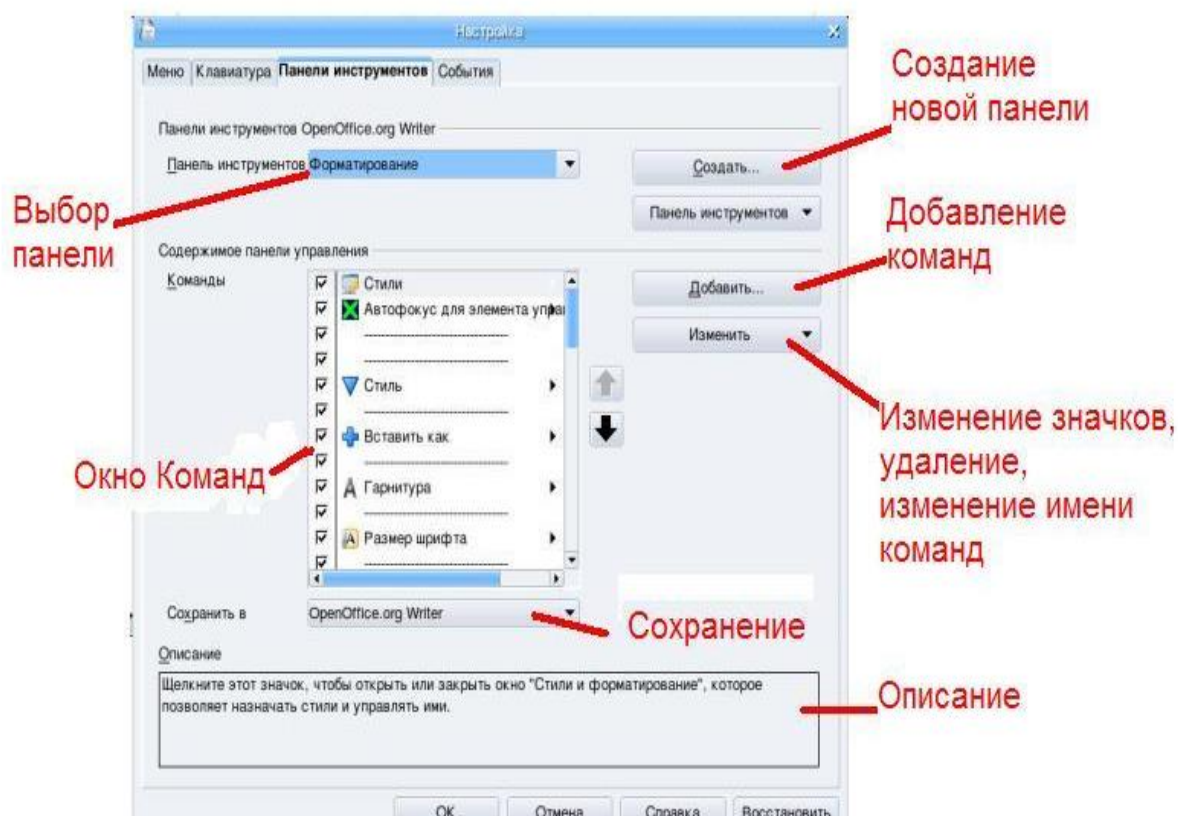 Настройка
Меню Клавиатура Панели инструментов События
Панели инструментов OpenOffice.org Writer
Панель инструментов Форматирование
Создать...
Панель инструментов
Содержимое панели управления
Команды
Стили
Автофокус для элемента упра
Стиль
Вставить как
Гарнитура
Размер шрифта
Добавить...
Изменить
Сохранить в OpenOffice.org Writer
Описание
Щелкните этот значок, чтобы открыть или закрыть окно "Стили и форматирование", которое
позволяет назначать стили и управлять ими.
OK Отмена Справка Восстановить
Создание
новой панели
Выбор
панели
Добавление
команд
Изменение значков,
удаление,
изменение имени
команд
Окно Команд
Сохранение
Описание